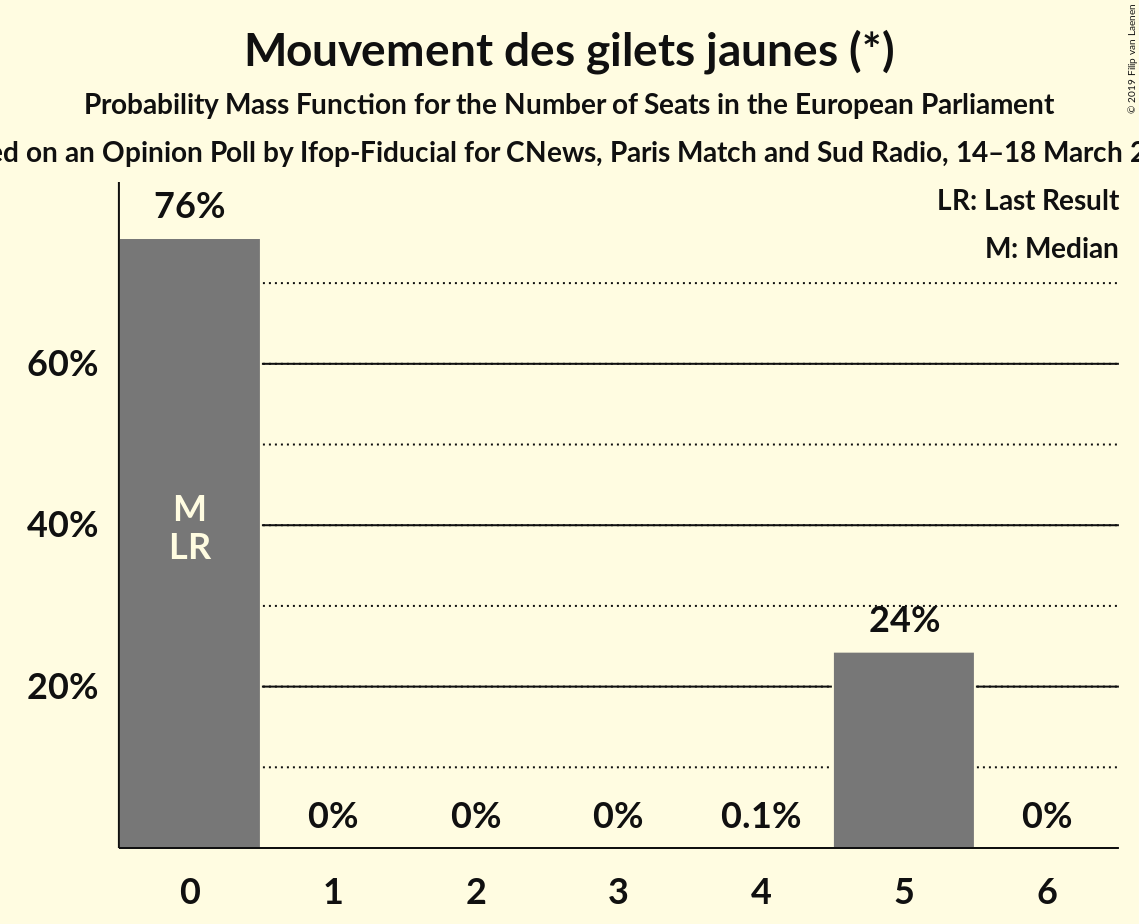 Mouvement des gilets jaunes (*)
Probability Mass Function for the Number of Seats in the European Parliament
on an Opinion Poll by Ifop-Fiducial for CNews, Paris Match and Sud Radio, 14–18 March
© 2019 Filip van Laenen
LR: Last Result
M: Median
76%
60%
40%
20%
M
LR
0%
0%
0%
0.1%
24%
0%
0
1
2
3
4
5
6